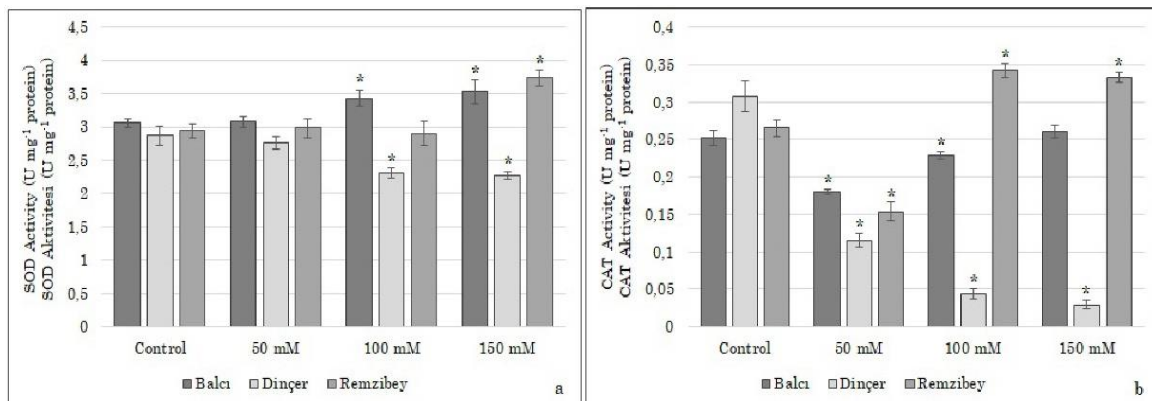 SOD Activity (U mg-1 protein)
SOD Aktivitesi (U mg-1 protein)
4,5
4
3,5
3
2,5
2
1,5
1
0,5
0
*
*
*
*
*
Control
50 mM
100 mM
150 mM
Balcı
Dinçer
Remzibey
a
CAT Activity (U mg-1 protein)
CAT Aktivitesi (U mg-1 protein)
0,4
0,35
0,3
0,25
0,2
0,15
0,1
0,05
0
*
*
*
*
*
*
*
*
Control
50 mM
100 mM
150 mM
Balcı
Dinçer
Remzibey
b